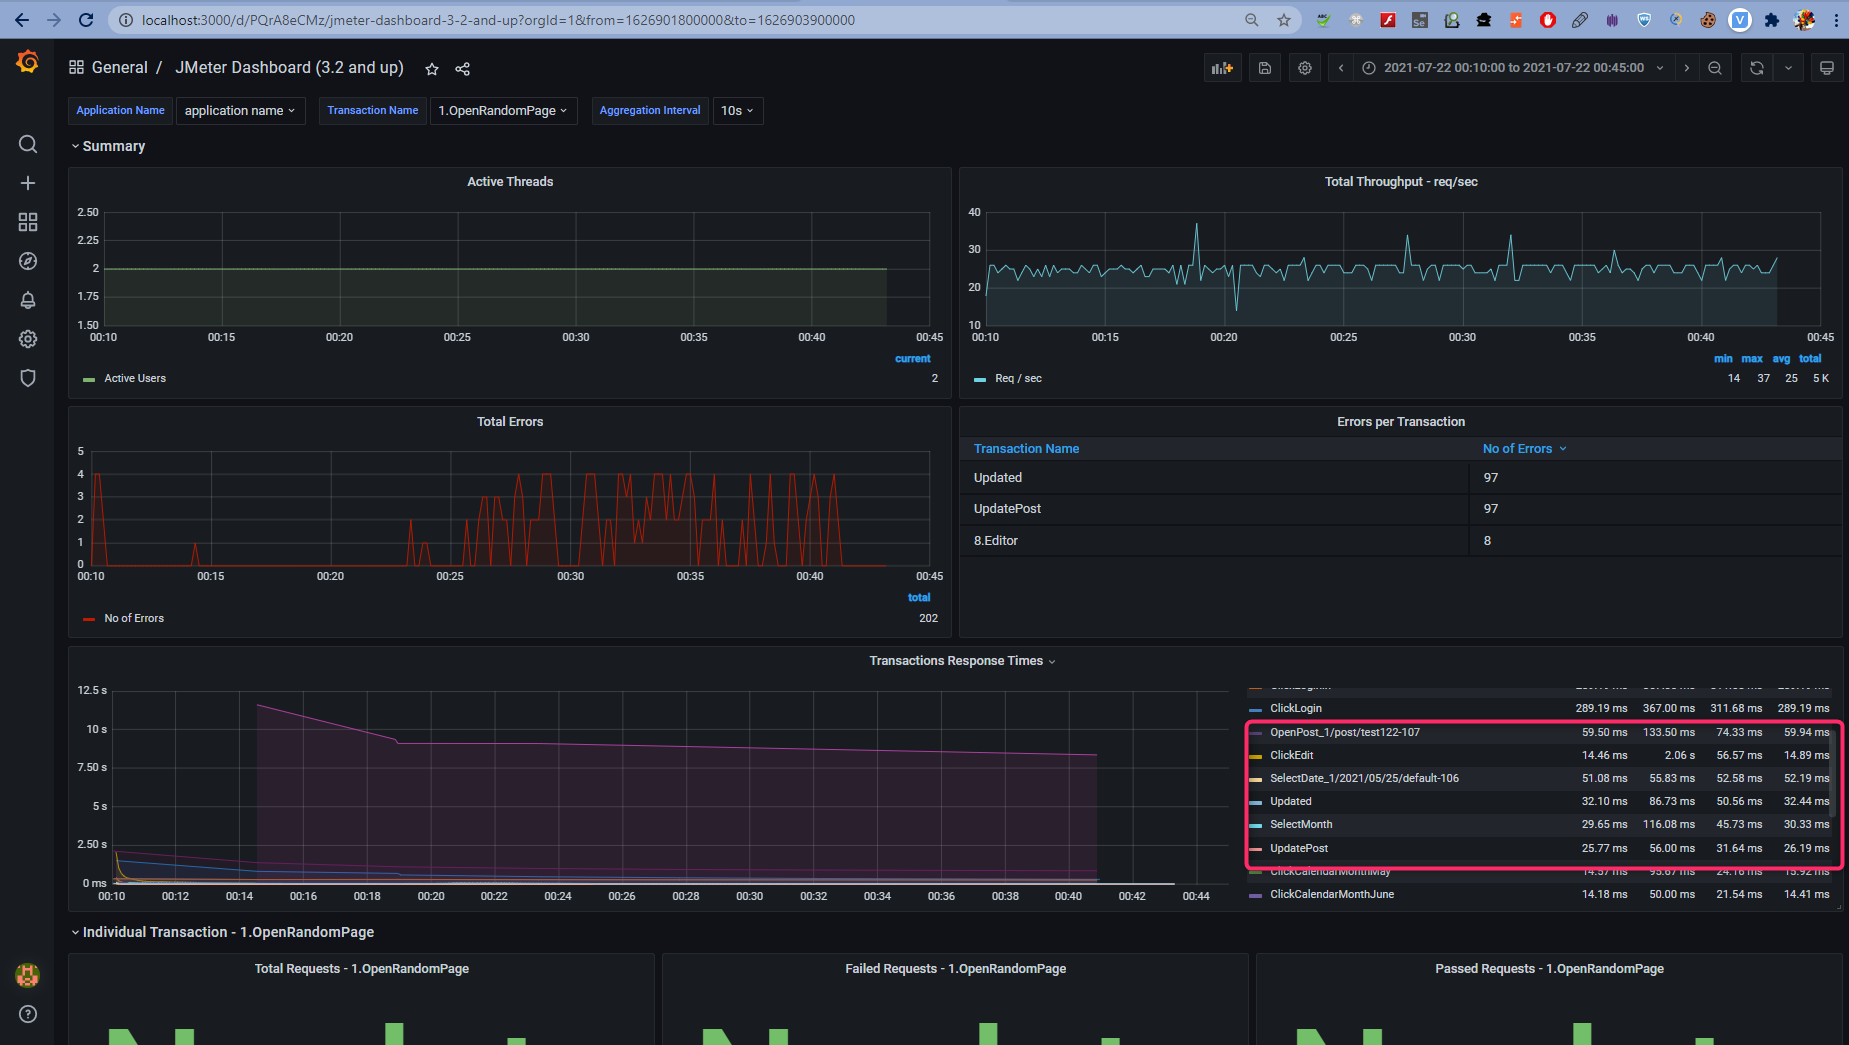 localhost:3000/d/PQrA8eCMz/jmeter-dashboard-3-2-and-up?orgId=1&from=1626901800000&to=1626903900000
General / JMeter Dashboard (3.2 and up)
2021-07-22 00:10:00 to 2021-07-22 00:45:00
Application Name application name Transaction Name 1.OpenRandomPage Aggregation Interval 10s
Summary
Active Threads
2.50
2.25
2
1.75
1.50
00:10 00:15 00:20 00:25 00:30 00:35 00:40 00:45
current
Active Users 2
Total Throughput - req/sec
40
30
20
10
00:10 00:15 00:20 00:25 00:30 00:35 00:40 00:45
min max avg total
Req / sec 14 37 25 5 K
Total Errors
5
4
3
2
1
0
00:10 00:15 00:20 00:25 00:30 00:35 00:40 00:45
total
No of Errors 202
Errors per Transaction
Transaction Name No of Errors
Updated 97
UpdatePost 97
8.Editor 8
Transactions Response Times
12.5 s
10 s
7.50 s
5 s
2.50 s
0 ms
00:10 00:12 00:14 00:16 00:18 00:20 00:22 00:24 00:26 00:28 00:30 00:32 00:34 00:36 00:38 00:40 00:42 00:44
ClickLogin 289.19 ms 367.00 ms 311.68 ms 289.19 ms
OpenPost_1/post/test122-107 59.50 ms 133.50 ms 74.33 ms 59.94 ms
ClickEdit 14.46 ms 2.06 s 56.57 ms 14.89 ms
SelectDate_1/2021/05/25/default-106 51.08 ms 55.83 ms 52.58 ms 52.19 ms
Updated 32.10 ms 86.73 ms 50.56 ms 32.44 ms
SelectMonth 29.65 ms 116.08 ms 45.73 ms 30.33 ms
UpdatePost 25.77 ms 56.00 ms 31.64 ms 26.19 ms
ClickCalendarMonthMay 14.57 ms 95.67 ms 24.16 ms 15.92 ms
ClickCalendarMonthJune 14.18 ms 50.00 ms 21.54 ms 14.41 ms
Individual Transaction - 1.OpenRandomPage
Total Requests - 1.OpenRandomPage
Failed Requests - 1.OpenRandomPage
Passed Requests - 1.OpenRandomPage